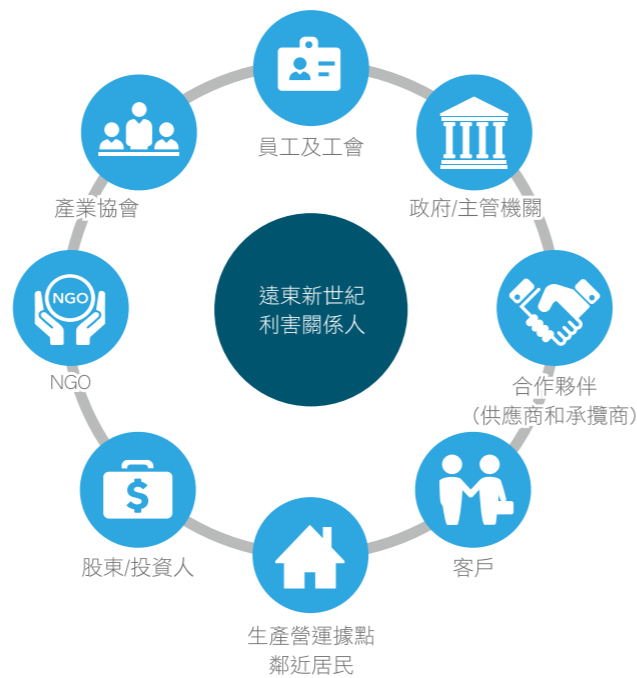 員工及工會
政府/主管機關
合作夥伴
(供應商和承攬商)
客戶
生產營運據點
鄰近居民
股東/投資人
NGO
NGO
產業協會
遠東新世紀
利害關係人